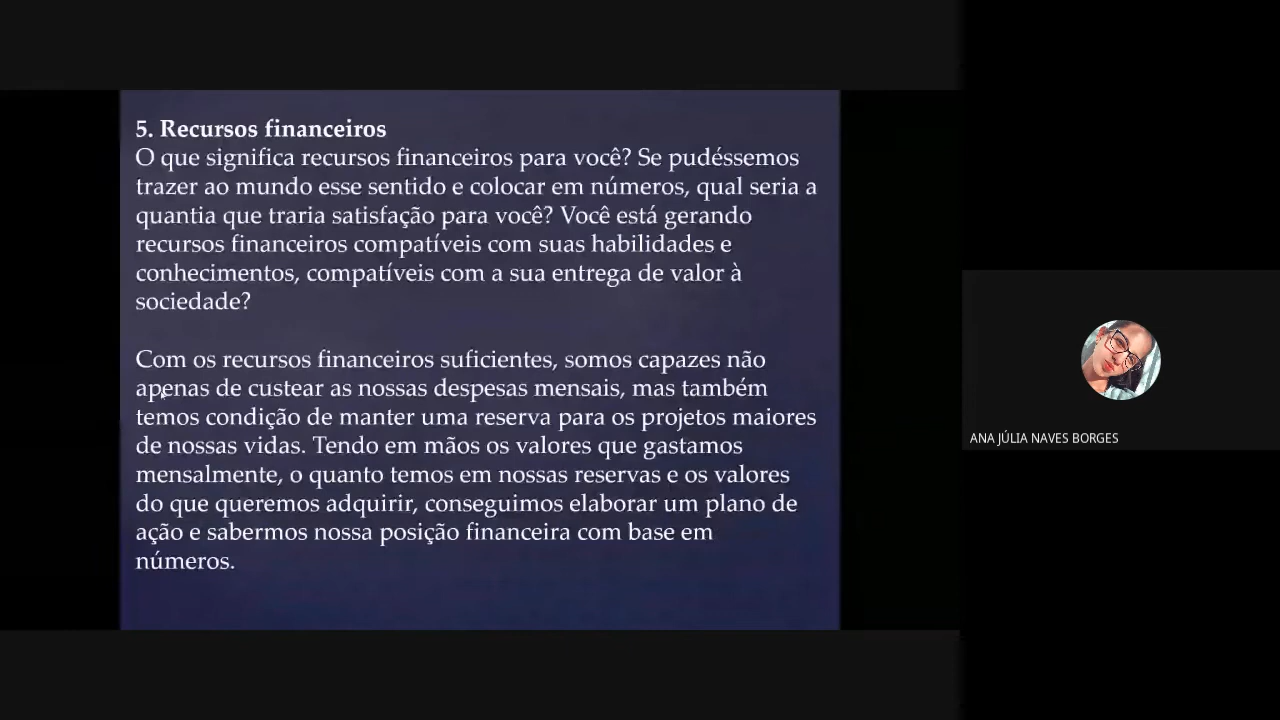 5. Recursos financeiros
O que significa recursos financeiros para você? Se pudéssemos
trazer ao mundo esse sentido e colocar em números, qual seria a
quantia que traria satisfação para você? Você está gerando
recursos financeiros compatíveis com suas habilidades e
conhecimentos, compatíveis com a sua entrega de valor à
sociedade?
Com os recursos financeiros suficientes, somos capazes não
apenas de custear as nossas despesas mensais, mas também
temos condição de manter uma reserva para os projetos maiores
de nossas vidas. Tendo em mãos os valores que gastamos
mensalmente, o quanto temos em nossas reservas e os valores
do que queremos adquirir, conseguimos elaborar um plano de
ação e sabermos nossa posição financeira com base em
números.
ANA JÚLIA NAVES BORGES